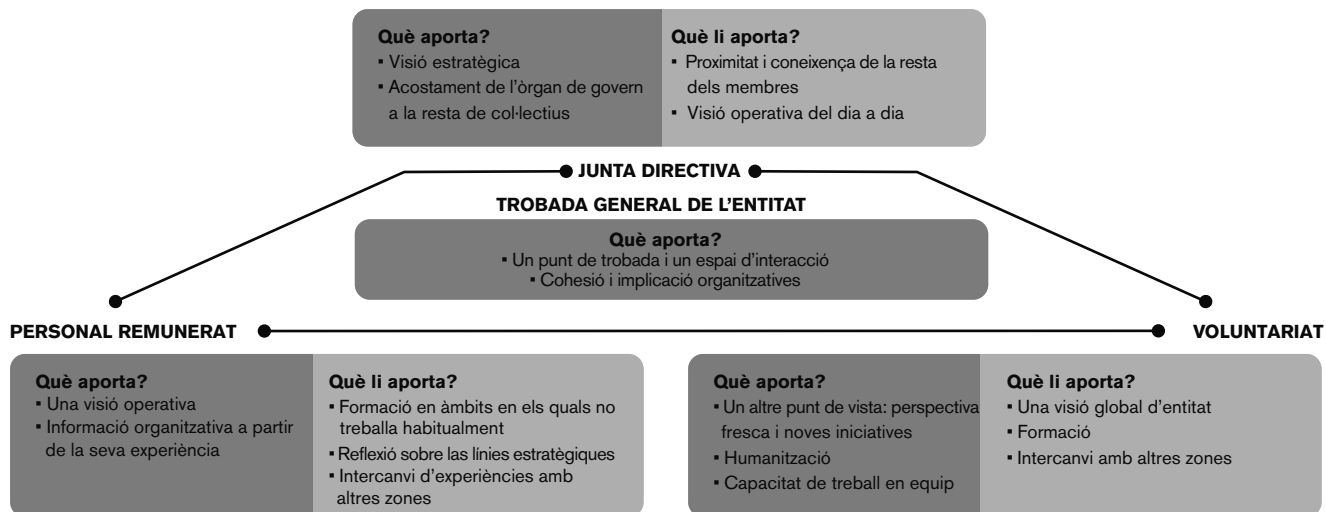 Què aporta?
▪ Visió estratègica
▪ Acostament de l'òrgan de govern
a la resta de col·lectius
Què li aporta?
▪ Proximitat i coneixença de la resta
dels membres
▪ Visió operativa del dia a dia
JUNTA DIRECTIVA
TROBADA GENERAL DE L'ENTITAT
Què aporta?
▪ Un punt de trobada i un espai d'interacció
▪ Cohesió i implicació organitzatives
PERSONAL REMUNERAT
VOLUNTARIAT
Què aporta?
▪ Una visió operativa
▪ Informació organitzativa a partir
de la seva experiència
Què li aporta?
▪ Formació en àmbits en els quals no
treballa habitualment
▪ Reflexió sobre las línies estratègiques
▪ Intercanvi d'experiències amb
altres zones
Què aporta?
▪ Un altre punt de vista: perspectiva
fresca i noves iniciatives
▪ Humanització
▪ Capacitat de treball en equip
Què li aporta?
▪ Una visió global d'entitat
▪ Formació
▪ Intercanvi amb altres zones